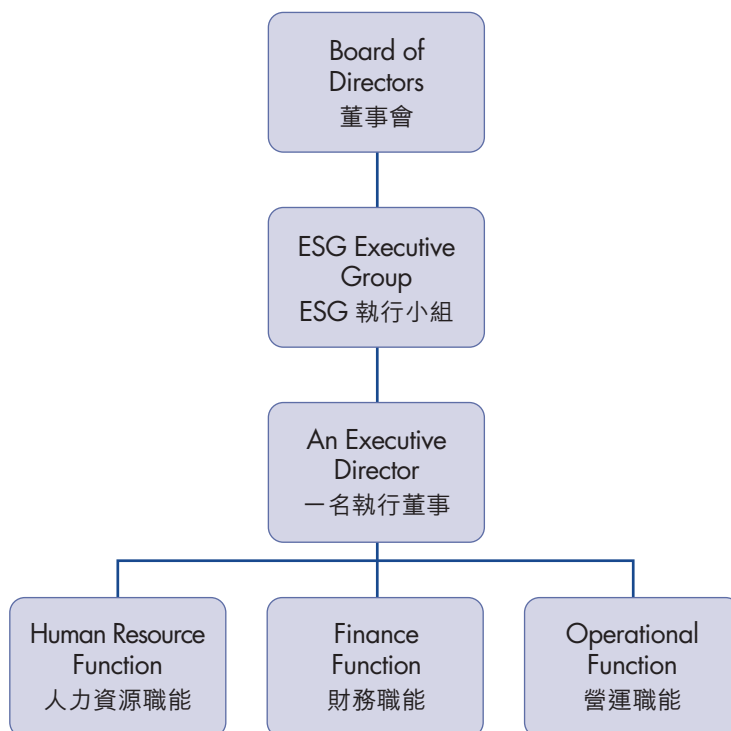 Board of
Directors
董事會
ESG Executive
Group
ESG 執行小組
An Executive
Director
一名執行董事
Human Resource
Function
人力資源職能
Finance
Function
財務職能
Operational
Function
營運職能